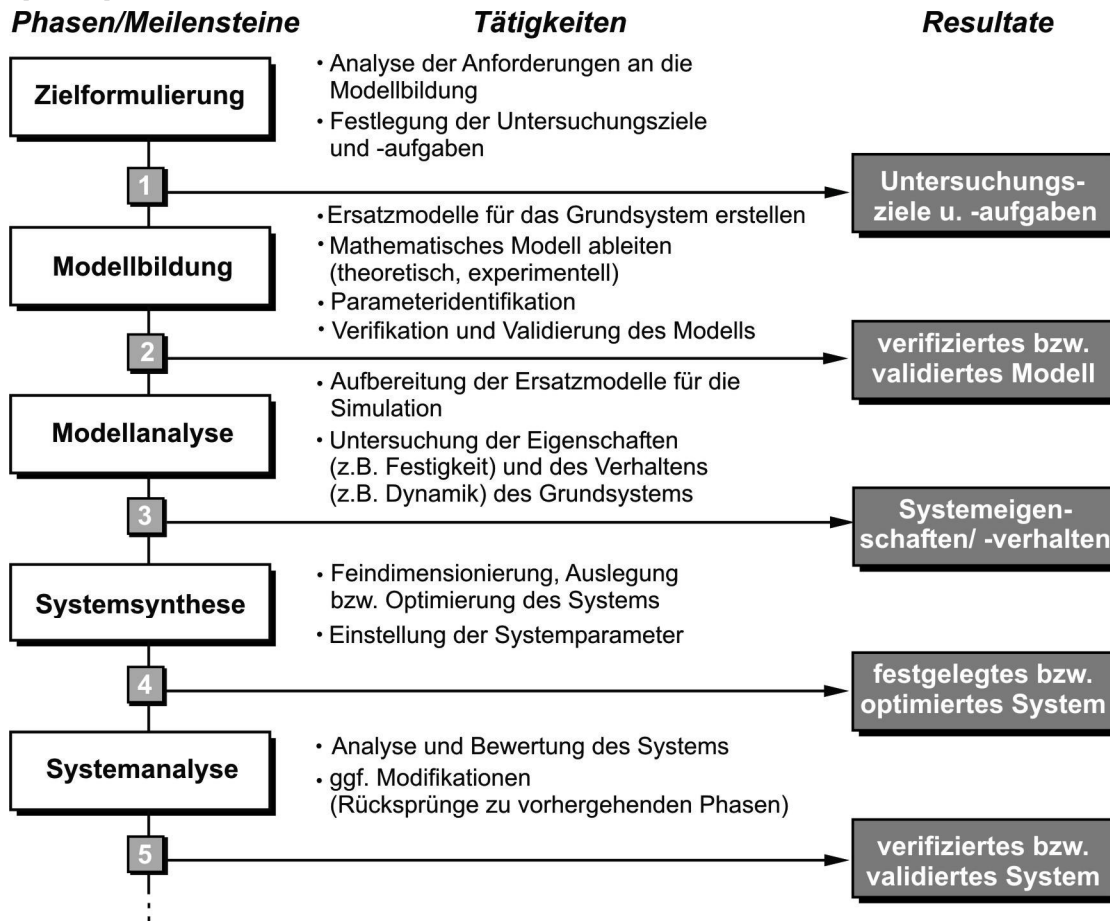 Phasen/Meilensteine
Tätigkeiten
Resultate
Zielformulierung
• Analyse der Anforderungen an die
Modellbildung
• Festlegung der Untersuchungsziele
und -aufgaben
1
Untersuchungs-
ziele u. -aufgaben
Modellbildung
• Ersatzmodelle für das Grundsystem erstellen
• Mathematisches Modell ableiten
(theoretisch, experimentell)
• Parameteridentifikation
• Verifikation und Validierung des Modells
2
verifiziertes bzw.
validiertes Modell
Modellanalyse
• Aufbereitung der Ersatzmodelle für die
Simulation
• Untersuchung der Eigenschaften
(z.B. Festigkeit) und des Verhaltens
(z.B. Dynamik) des Grundsystems
3
Systemeigen-
schaften/ -verhalten
Systemsynthese
• Feindimensionierung, Auslegung
bzw. Optimierung des Systems
• Einstellung der Systemparameter
4
festgelegtes bzw.
optimiertes System
Systemanalyse
• Analyse und Bewertung des Systems
• ggf. Modifikationen
(Rücksprünge zu vorhergehenden Phasen)
5
verifiziertes bzw.
validiertes System